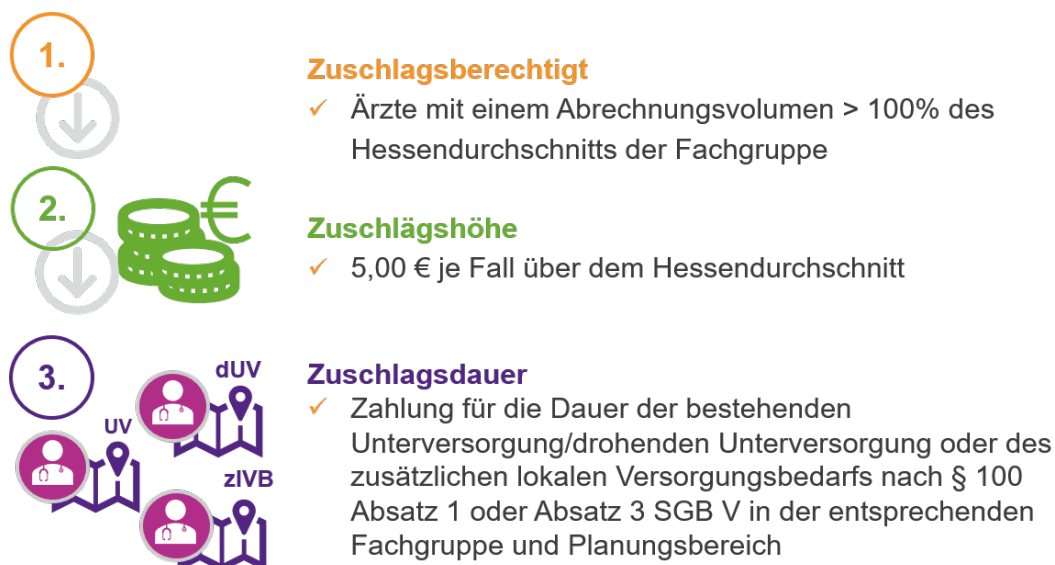 1.
Zuschlagsberechtigt
✓ Ärzte mit einem Abrechnungsvolumen > 100% des
Hessendurchschnitts der Fachgruppe
2.
€
Zuschlägshöhe
✓ 5,00 € je Fall über dem Hessendurchschnitt
3.
dUV
UV
zlVB
Zuschlagsdauer
✓ Zahlung für die Dauer der bestehenden
Unterversorgung/drohenden Unterversorgung oder des
zusätzlichen lokalen Versorgungsbedarfs nach § 100
Absatz 1 oder Absatz 3 SGB V in der entsprechenden
Fachgruppe und Planungsbereich